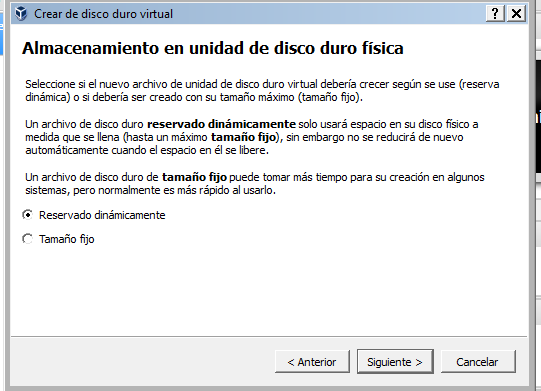 Crear de disco duro virtual
Almacenamiento en unidad de disco duro física
Seleccione si el nuevo archivo de unidad de disco duro virtual debería crecer según se use (reserva
dinámica) o si debería ser creado con su tamaño máximo (tamaño fijo).
Un archivo de disco duro reservado dinámicamente solo usará espacio en su disco físico a
medida que se llena (hasta un máximo tamaño fijo), sin embargo no se reducirá de nuevo
automáticamente cuando el espacio en él se libere.
Un archivo de disco duro de tamaño fijo puede tomar más tiempo para su creación en algunos
sistemas, pero normalmente es más rápido al usarlo.
Reservado dinámicamente
Tamaño fijo
< Anterior
Siguiente >
Cancelar